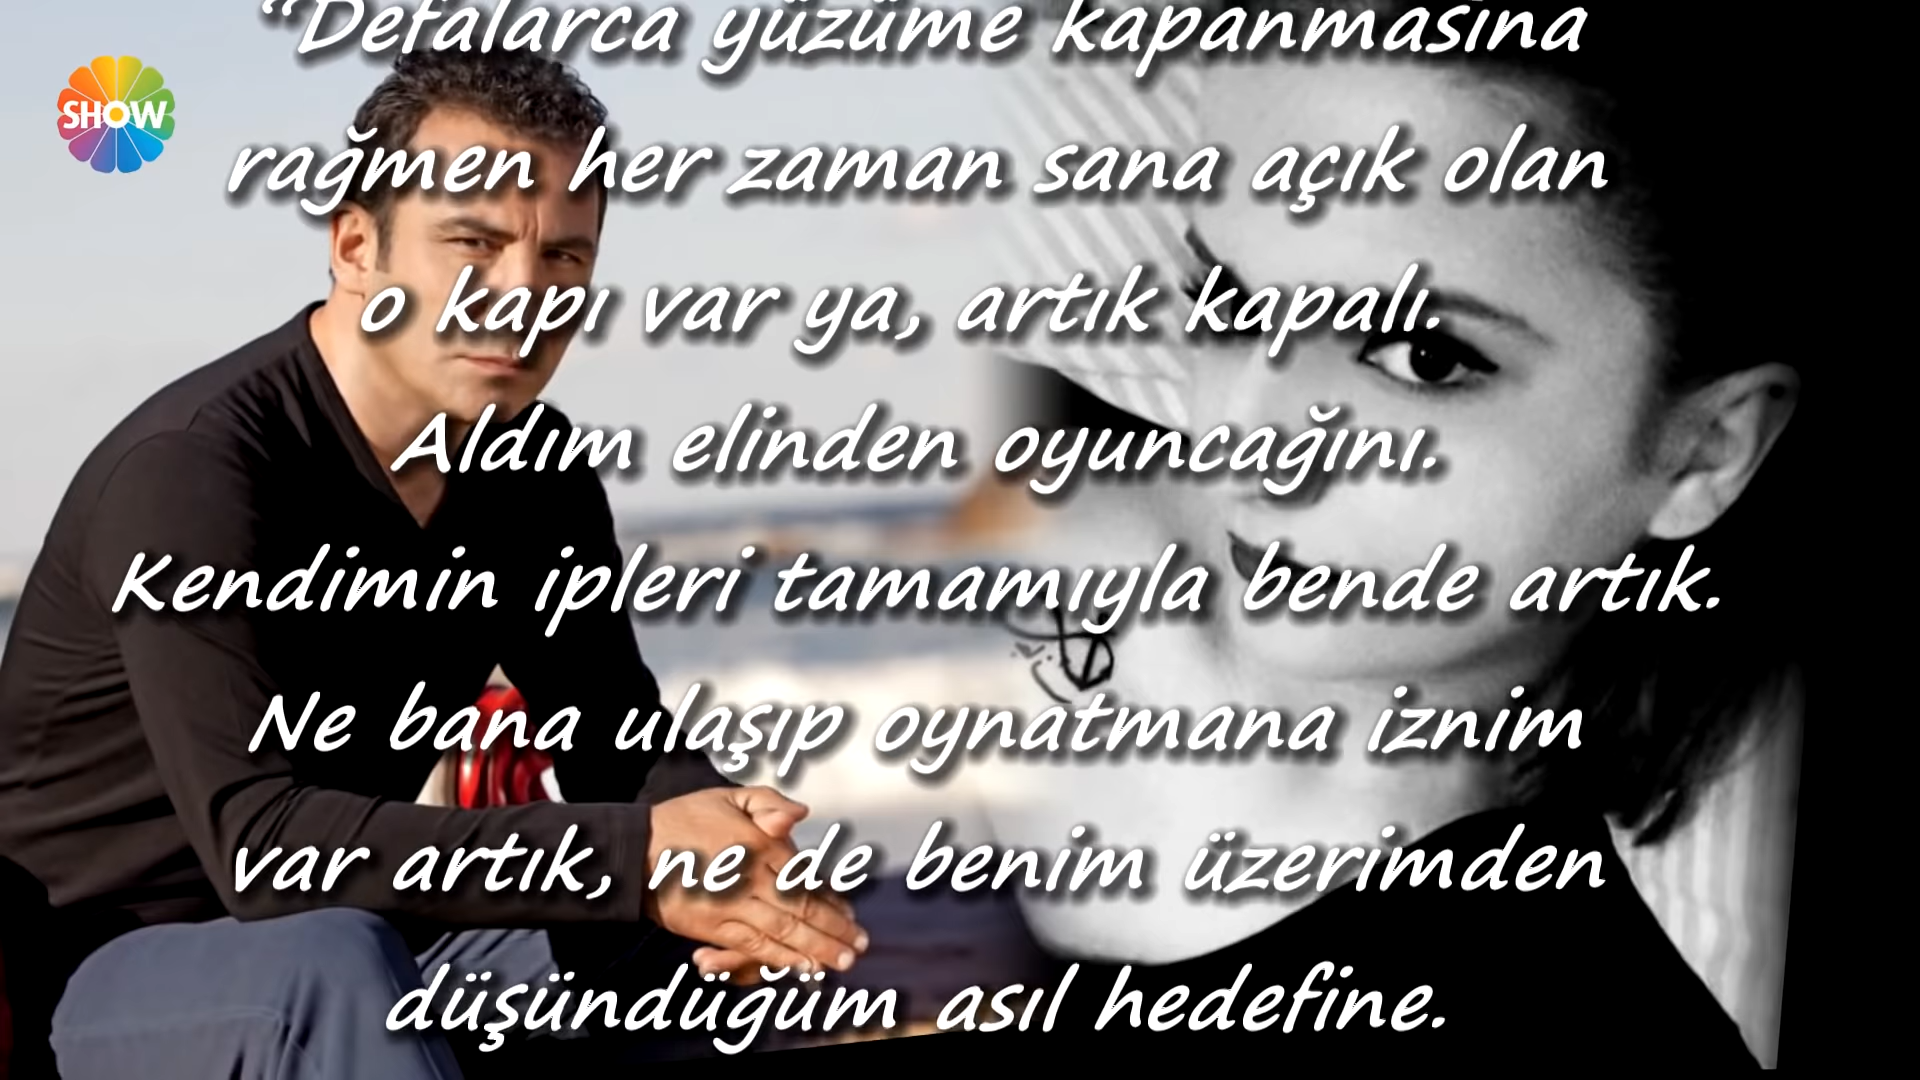 SHOW
“Defalarca yüzüme kapanmasına
rağmen her zaman sana açık olan
o kapı var ya, artık kapalı.
Aldım elinden oyuncağını.
Kendimin ipleri tamamıyla bende artık.
Ne bana ulaşıp oynatmana iznim
var artık, ne de benim üzerimden
düşündüğüm asıl hedefine.